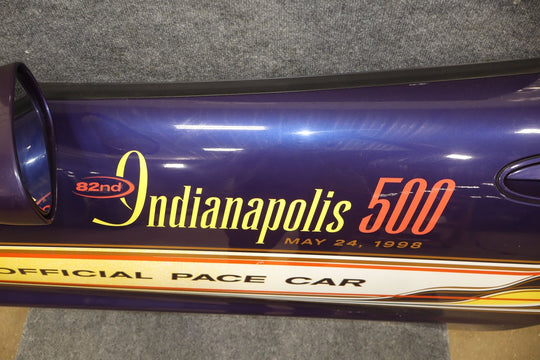 82nd Indianapolis 500
MAY 24, 1998
OFFICIAL PACE CAR